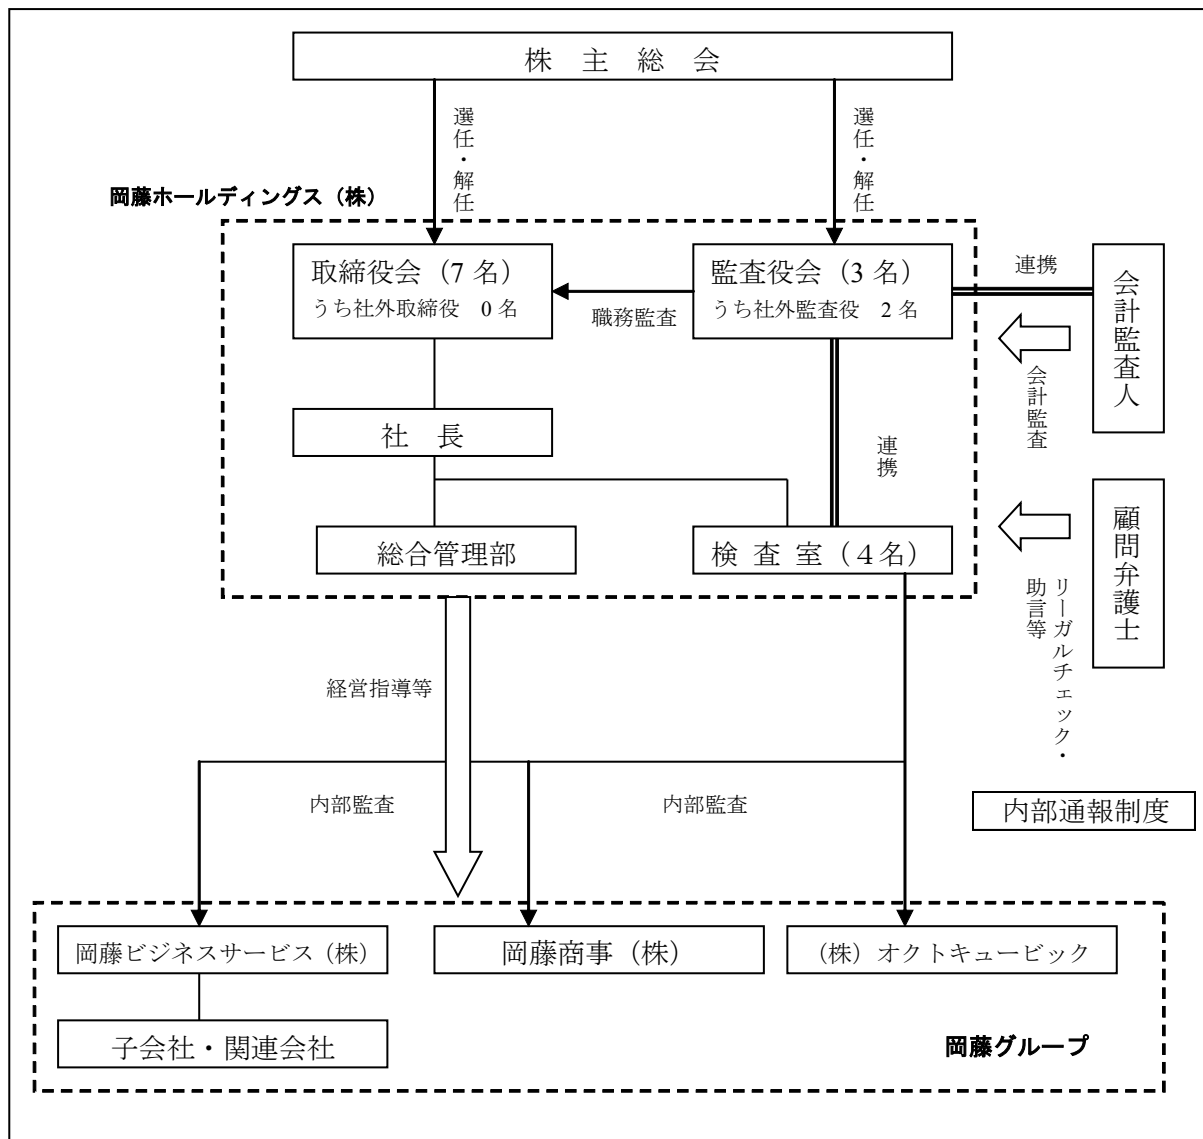 株　主　総　会
選任・解任
選任・解任
岡藤ホールディングス（株）
取締役会（7 名）
うち社外取締役　0 名
職務監査
監査役会（3 名）
うち社外監査役　2 名
連携
会計監査人
会計監査
社　長
連携
総合管理部
検 査 室（４名）
顧問弁護士
リーガルチェック・
助言等
経営指導等
内部監査
内部監査
内部通報制度
岡藤ビジネスサービス（株）
岡藤商事（株）
（株）オクトキュービック
子会社・関連会社
岡藤グループ